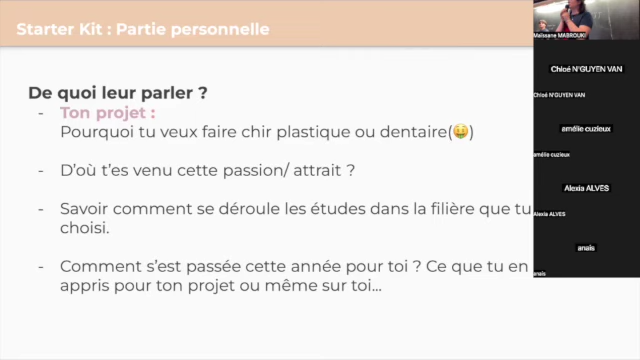 Starter Kit : Partie personnelle
De quoi leur parler ?
- Ton projet :
Pourquoi tu veux faire chir plastique ou dentaire(🤑)
- D'où t'es venu cette passion/ attrait ?
- Savoir comment se déroule les études dans la filière que tu
choisi.
- Comment s'est passée cette année pour toi ? Ce que tu en
appris pour ton projet ou même sur toi...
Maïssane MABROUKI
Chloé N'GUYEN VAN
Chloé N'GUYEN VAN
amélie cuzieux
amélie cuzieux
Alexia ALVES
Alexia ALVES
anais
anais